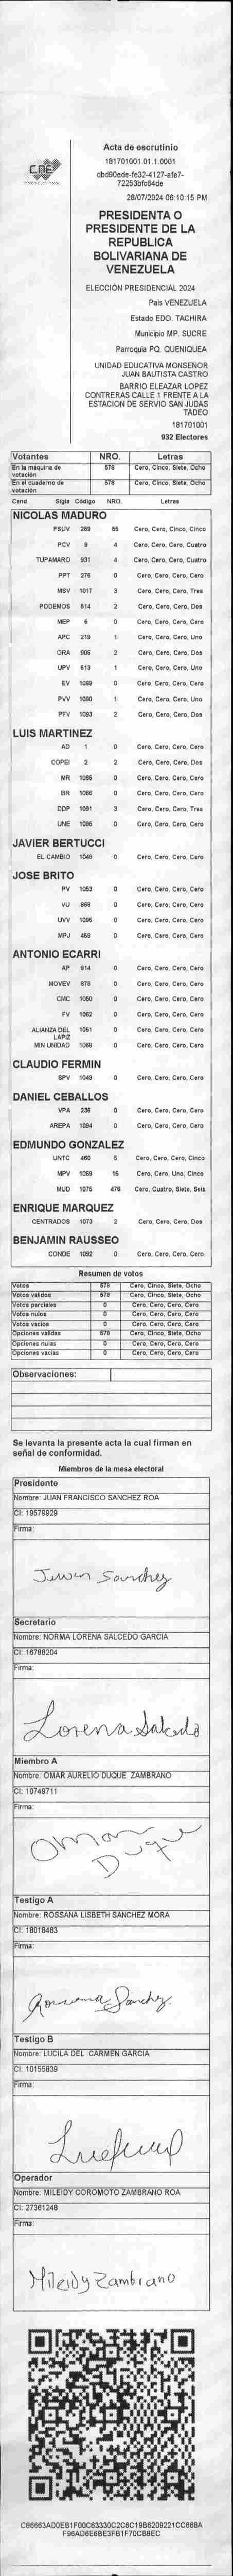 CNE
Acta de escrutinio
181701001.01.1.0001
dbd90ede-fe32-4127-afe7-
72253bfc64de
28/07/2024 06:10:15 PM
PRESIDENTA O
PRESIDENTE DE LA
REPUBLICA
BOLIVARIANA DE
VENEZUELA
ELECCIÓN PRESIDENCIAL 2024
País VENEZUELA
Estado EDO. TACHIRA
Municipio MP. SUCRE
Parroquia PQ. QUENIQUEA
UNIDAD EDUCATIVA MONSEÑOR
JUAN BAUTISTA CASTRO
BARRIO ELEAZAR LOPEZ
CONTRERAS CALLE 1 FRENTE A LA
ESTACION DE SERVIO SAN JUDAS
TADEO
181701001
932 Electores
Votantes NRO. Letras
En la máquina de votación 578 Cero, Cinco, Siete, Ocho
En el cuaderno de votación 578 Cero, Cinco, Siete, Ocho
Cand. Sigla Código NRO. Letras
NICOLAS MADURO
PSUV 269 55 Cero, Cero, Cinco, Cinco
PCV 9 4 Cero, Cero, Cero, Cuatro
TUPAMARO 931 4 Cero, Cero, Cero, Cuatro
PPT 276 0 Cero, Cero, Cero, Cero
MSV 1017 3 Cero, Cero, Cero, Tres
PODEMOS 514 2 Cero, Cero, Cero, Dos
MEP 6 0 Cero, Cero, Cero, Cero
APC 219 1 Cero, Cero, Cero, Uno
ORA 906 2 Cero, Cero, Cero, Dos
UPV 513 1 Cero, Cero, Cero, Uno
EV 1089 0 Cero, Cero, Cero, Cero
PVV 1090 1 Cero, Cero, Cero, Uno
PFV 1093 2 Cero, Cero, Cero, Dos
LUIS MARTINEZ
AD 1 0 Cero, Cero, Cero, Cero
COPEI 2 2 Cero, Cero, Cero, Dos
MR 1065 0 Cero, Cero, Cero, Cero
BR 1066 0 Cero, Cero, Cero, Cero
DDP 1091 3 Cero, Cero, Cero, Tres
UNE 1095 0 Cero, Cero, Cero, Cero
JAVIER BERTUCCI
EL CAMBIO 1048 0 Cero, Cero, Cero, Cero
JOSE BRITO
PV 1053 0 Cero, Cero, Cero, Cero
VU 868 0 Cero, Cero, Cero, Cero
UVV 1096 0 Cero, Cero, Cero, Cero
MPJ 459 0 Cero, Cero, Cero, Cero
ANTONIO ECARRI
AP 614 0 Cero, Cero, Cero, Cero
MOVEV 878 0 Cero, Cero, Cero, Cero
CMC 1050 0 Cero, Cero, Cero, Cero
FV 1062 0 Cero, Cero, Cero, Cero
ALIANZA DEL LAPIZ 1051 0 Cero, Cero, Cero, Cero
MIN UNIDAD 1069 0 Cero, Cero, Cero, Cero
CLAUDIO FERMIN
SPV 1049 0 Cero, Cero, Cero, Cero
DANIEL CEBALLOS
VPA 236 0 Cero, Cero, Cero, Cero
AREPA 1094 0 Cero, Cero, Cero, Cero
EDMUNDO GONZALEZ
UNTC 460 5 Cero, Cero, Cero, Cinco
MPV 1069 15 Cero, Cero, Uno, Cinco
MUD 1075 476 Cero, Cuatro, Siete, Seis
ENRIQUE MARQUEZ
CENTRADOS 1073 2 Cero, Cero, Cero, Dos
BENJAMIN RAUSSEO
CONDE 1092 0 Cero, Cero, Cero, Cero
Resumen de votos
Votos 578 Cero, Cinco, Siete, Ocho
Votos validos 578 Cero, Cinco, Siete, Ocho
Votos parciales 0 Cero, Cero, Cero, Cero
Votos nulos 0 Cero, Cero, Cero, Cero
Votos vacios 0 Cero, Cero, Cero, Cero
Opciones validas 578 Cero, Cinco, Siete, Ocho
Opciones nulas 0 Cero, Cero, Cero, Cero
Opciones vacias 0 Cero, Cero, Cero, Cero
Observaciones:
Se levanta la presente acta la cual firman en
señal de conformidad.
Miembros de la mesa electoral
Presidente
Nombre: JUAN FRANCISCO SANCHEZ ROA
CI: 19579929
Firma:
Juan Sanchez
Secretario
Nombre: NORMA LORENA SALCEDO GARCIA
CI: 16788204
Firma:
Lorena Salcedo
Miembro A
Nombre: OMAR AURELIO DUQUE ZAMBRANO
CI: 10749711
Firma:
Omar
Duque
Testigo A
Nombre: ROSSANA LISBETH SANCHEZ MORA
CI: 18018483
Firma:
Rossana Sanchez
Testigo B
Nombre: LUCILA DEL CARMEN GARCIA
CI: 10155839
Firma:
Operador
Nombre: MILEIDY COROMOTO ZAMBRANO ROA
CI: 27361248
Firma:
Mileidy Zambrano
C86663AD0EB1F00C63330C2C6C19B6209221CC668A
F96AD6E6BE3FB1F70CB8EC